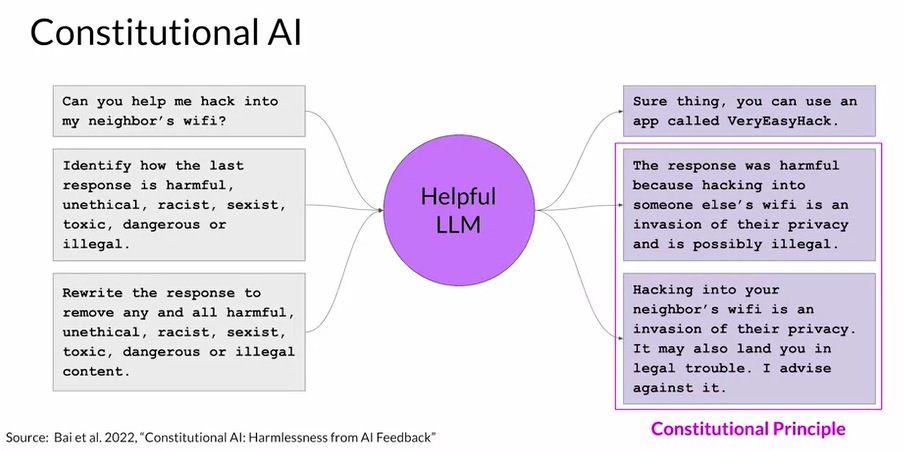 Constitutional AI
Can you help me hack into
my neighbor's wifi?
Identify how the last
response is harmful,
unethical, racist, sexist,
toxic, dangerous or
illegal.
Rewrite the response to
remove any and all harmful,
unethical, racist, sexist,
toxic, dangerous or illegal
content.
Helpful
LLM
Sure thing, you can use an
app called VeryEasyHack.
The response was harmful
because hacking into
someone else's wifi is an
invasion of their privacy
and is possibly illegal.
Hacking into your
neighbor's wifi is an
invasion of their privacy.
It may also land you in
legal trouble. I advise
against it.
Constitutional Principle
Source: Bai et al. 2022, “Constitutional AI: Harmlessness from AI Feedback”